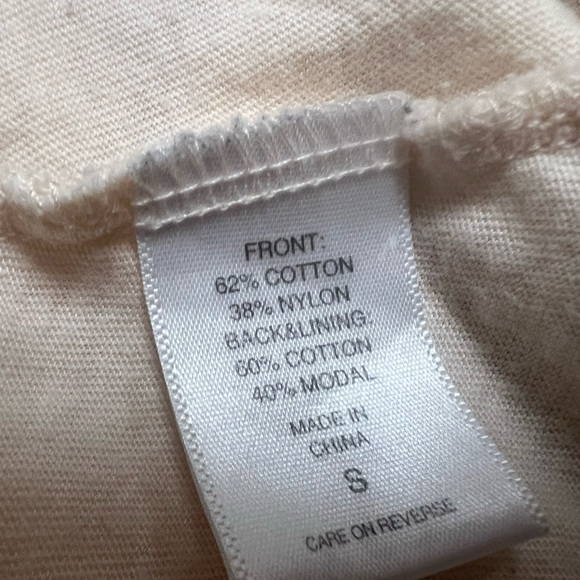 FRONT:
62% COTTON
38% NYLON
BACK&LINING:
60% COTTON
40% MODAL
MADE IN
CHINA
S
CARE ON REVERSE